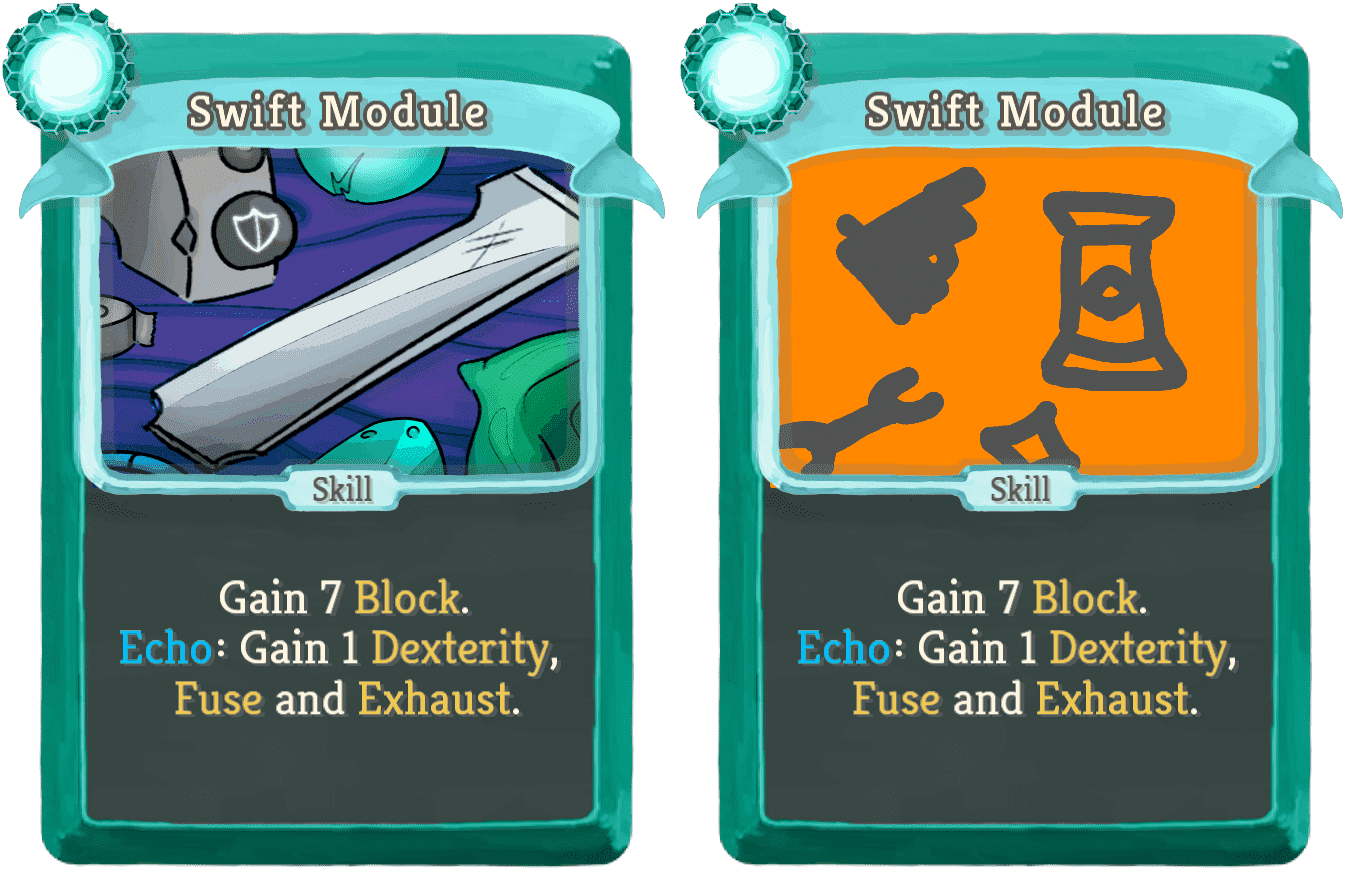 Swift Module
Skill
Gain 7 Block.
Echo: Gain 1 Dexterity,
Fuse and Exhaust.
Swift Module
Skill
Gain 7 Block.
Echo: Gain 1 Dexterity,
Fuse and Exhaust.